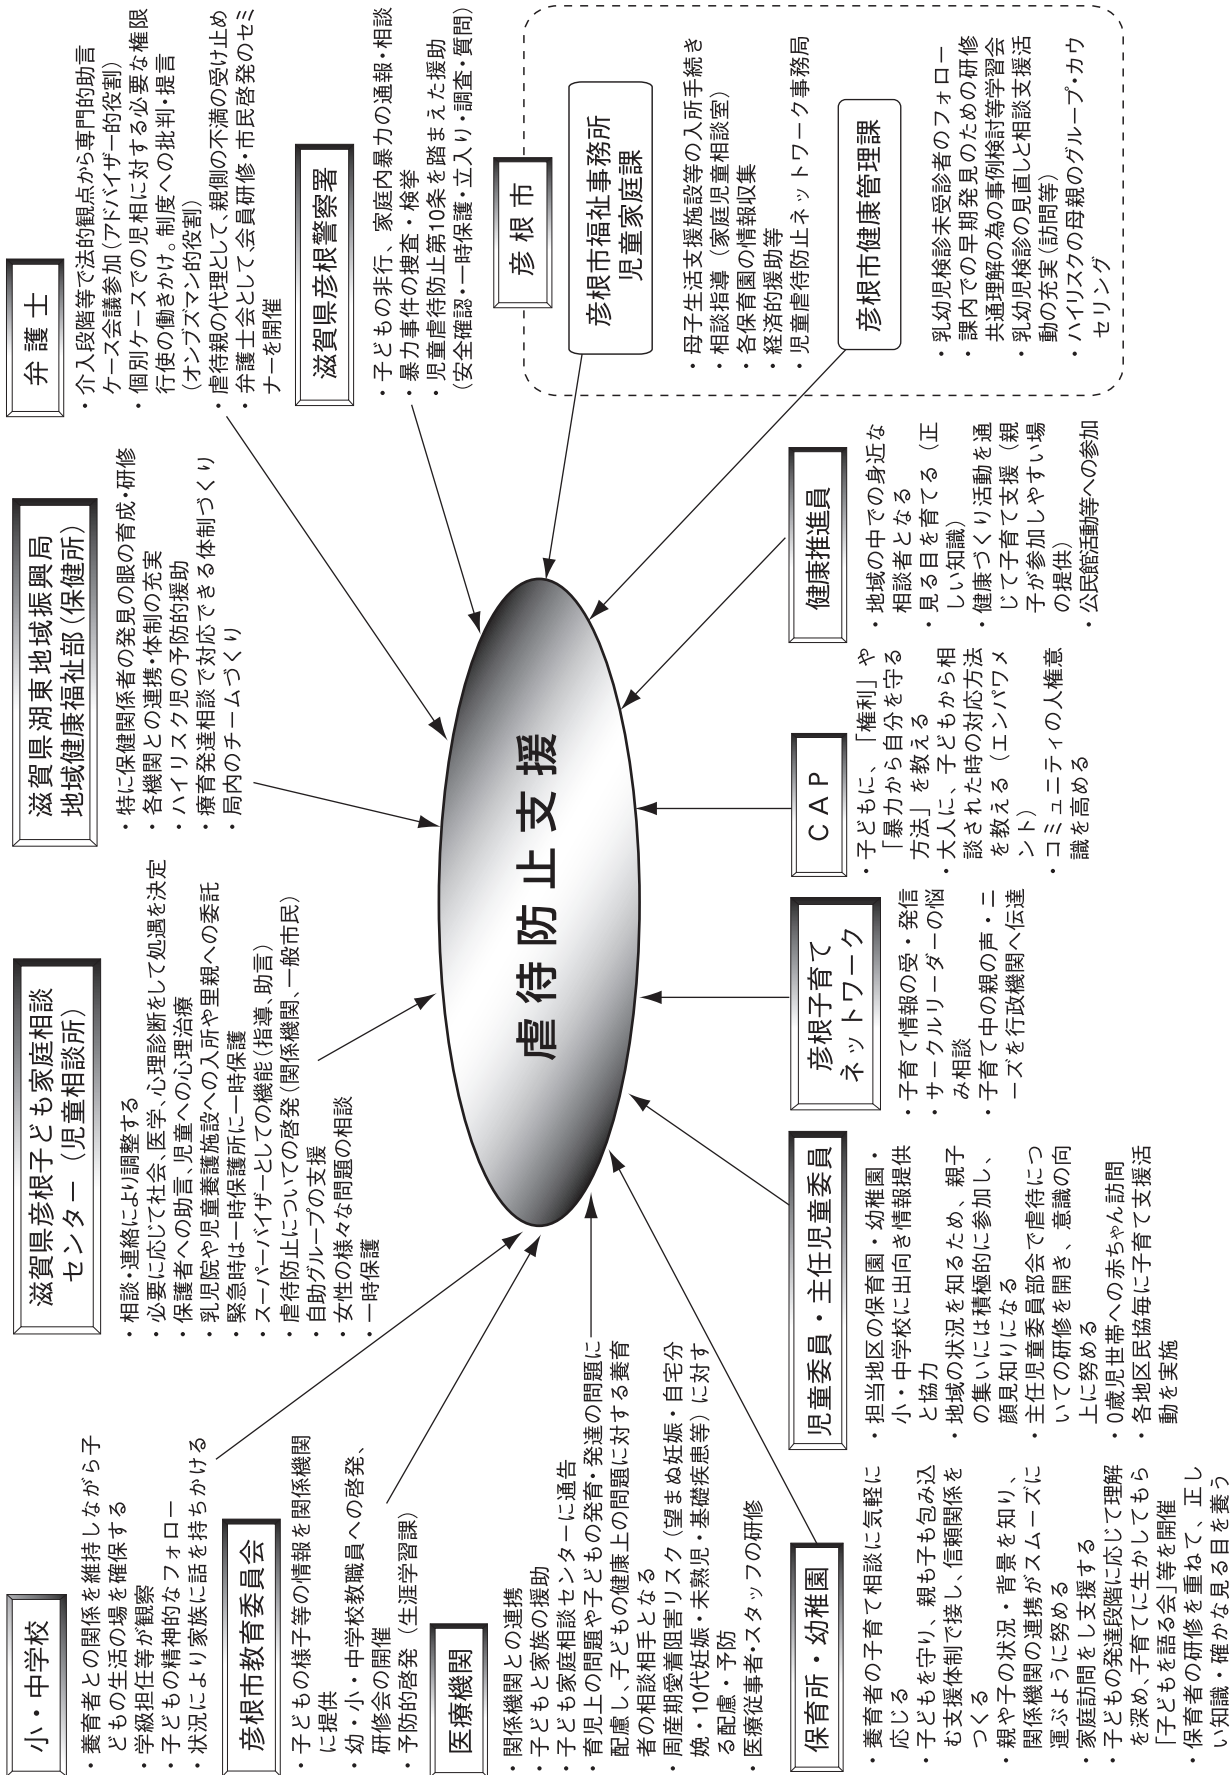 小・中学校
・養育者との関係を維持しながら子
どもの生活の場を確保する
・学級担任等が観察
・子どもの精神的なフォロー
・状況により家族に話を持ちかける
彦根市教育委員会
・子どもの様子等の情報を関係機関
に提供
・幼・小・中学校教職員への啓発、
研修会の開催
・予防的啓発（生涯学習課）
医療機関
・関係機関との連携
・子どもと家族の援助
・子ども家庭相談センターに通告
・育児上の問題や子どもの発育・発達の問題に
配慮し、子どもの健康上の問題に対する養育
者の相談相手となる
・周産期愛着阻害リスク（望まぬ妊娠・自宅分
娩・10代妊娠・未熟児・基礎疾患等）に対す
る配慮・予防
・医療従事者・スタッフの研修
保育所・幼稚園
・養育者の子育て相談に気軽に
応じる
・子どもを守り、親も子も包み込
む支援体制で接し、信頼関係を
つくる
・親や子の状況・背景を知り、
関係機関の連携がスムーズに
運ぶように努める
・家庭訪問をし支援する
・子どもの発達段階に応じて理解
を深め、子育てに生かしてもら
「子どもを語る会」等を開催
・保育者の研修を重ねて、正し
い知識・確かな見る目を養う
滋賀県彦根子ども家庭相談
センター（児童相談所）
・相談・連絡により調整する
・必要に応じて社会、医学、心理診断をして処遇を決定
・保護者への助言、児童への心理治療
・乳児院や児童養護施設への入所や里親への委託
・緊急時は一時保護所に一時保護
・スーパーバイザーとしての機能（指導、助言）
・虐待防止についての啓発（関係機関、一般市民）
・自助グループの支援
・女性の様々な問題の相談
・一時保護
虐待防止支援
児童委員・主任児童委員
・担当地区の保育園・幼稚園・
小・中学校に出向き情報提供
と協力
・地域の状況を知るため、親子
の集いには積極的に参加し、
顔見知りになる
・主任児童委員部会で虐待につ
いての研修を開き、意識の向
上に努める
・0歳児世帯への赤ちゃん訪問
・各地区民協毎に子育て支援活
動を実施
彦根子育て
ネットワーク
・子育て情報の受・発信
・サークルリーダーの悩
み相談
・子育て中の親の声・ニ
ーズを行政機関へ伝達
滋賀県湖東地域振興局
地域健康福祉部（保健所）
・特に保健関係者の発見の眼の育成・研修
・各機関との連携・体制の充実
・ハイリスク児の予防的援助
・療育発達相談で対応できる体制づくり
・局内のチームづくり
CAP
・子どもに、「権利」や
「暴力から自分を守る
方法」を教える
・大人に、子どもから相
談された時の対応方法
を教える（エンパワメ
ント）
・コミュニティの人権意
識を高める
健康推進員
・地域の中での身近な
相談者となる
・見る目を育てる（正
しい知識）
・健康づくり活動を通
じて子育て支援（親
子が参加しやすい場
の提供）
・公民館活動等への参加
弁護士
・介入段階等で法的観点から専門的助言
ケース会議参加（アドバイザー的役割）
・個別ケースでの児相に対する必要な権限
行使の働きかけ。制度への批判・提言
（オンブズマン的役割）
・虐待親の代理として、親側の不満の受け止め
・弁護士会として、会員研修・市民啓発のセミ
ナーを開催
滋賀県彦根警察署
・子どもの非行、家庭内暴力の通報・相談
・暴力事件の捜査・検挙
・児童虐待防止第10条を踏まえた援助
（安全確認・一時保護・立入り・調査・質問）
彦根市
彦根市福祉事務所
児童家庭課
・母子生活支援施設等の入所手続き
・相談指導（家庭児童相談室）
・各保育園の情報収集
・経済的援助等
・児童虐待防止ネットワーク事務局
彦根市健康管理課
・乳幼児検診未受診者のフォロー
・課内での早期発見のための研修
共通理解の為の事例検討等学習会
・乳幼児検診の見直しと相談支援活
動の充実（訪問等）
・ハイリスクの母親のグループ・カウ
セリング